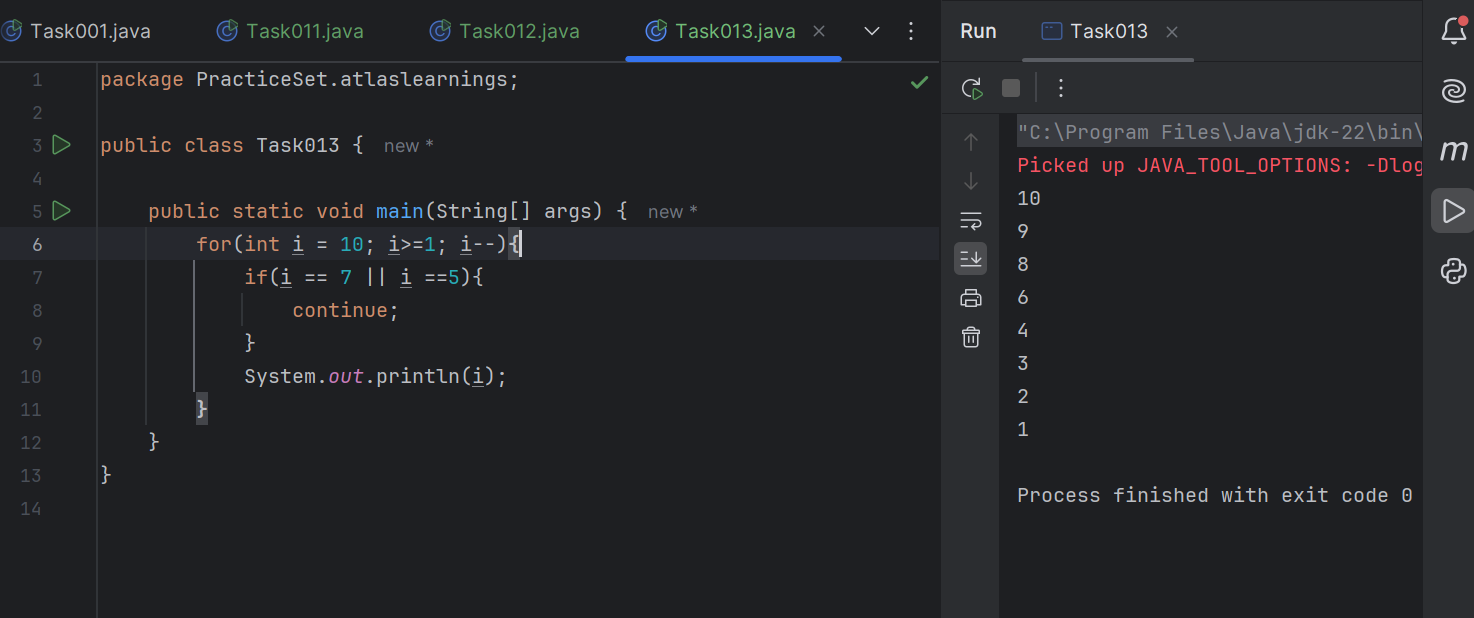 Task001.java Task011.java Task012.java Task013.java
Run Task013
1 package PracticeSet.atlaslearnings;
2
3 public class Task013 { new *
4
5 public static void main(String[] args) { new *
6 for(int i = 10; i>=1; i--){
7 if(i == 7 || i ==5){
8 continue;
9 }
10 System.out.println(i);
11 }
12 }
13 }
14
"C:\Program Files\Java\jdk-22\bin\
Picked up JAVA_TOOL_OPTIONS: -Dlog
10
9
8
6
4
3
2
1
Process finished with exit code 0
m